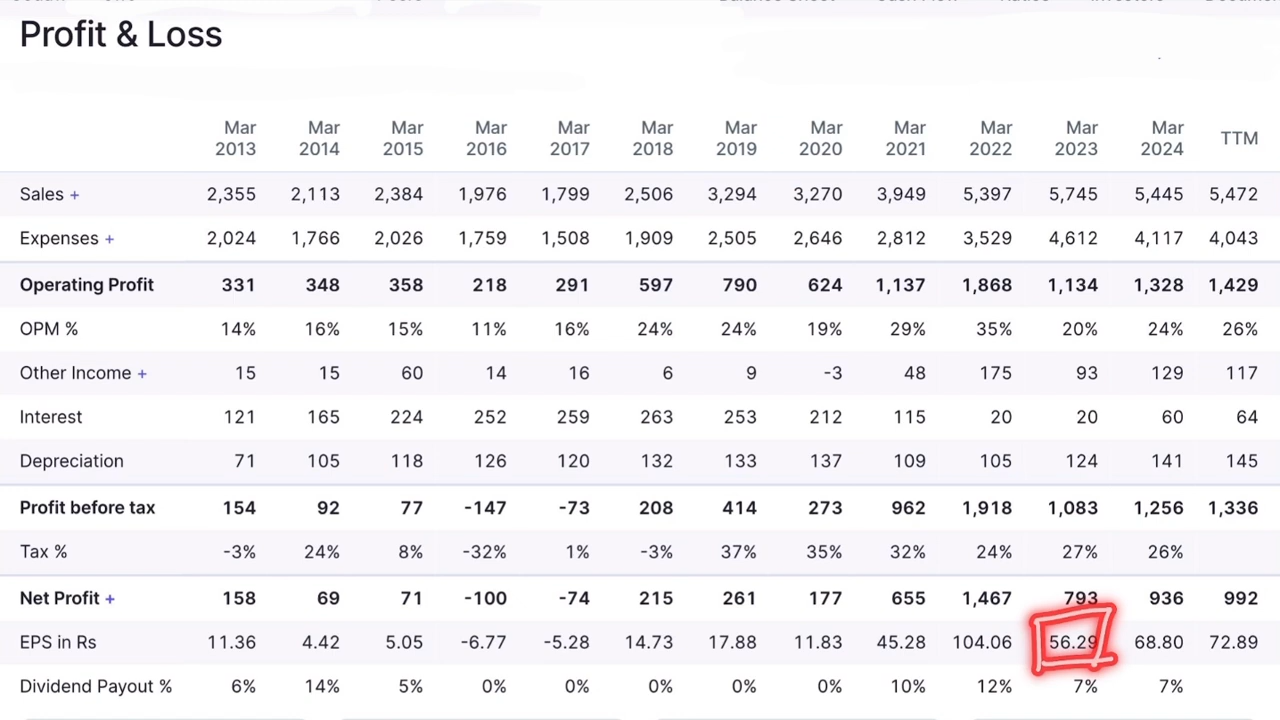 Profit & Loss
Mar 2013 Mar 2014 Mar 2015 Mar 2016 Mar 2017 Mar 2018 Mar 2019 Mar 2020 Mar 2021 Mar 2022 Mar 2023 Mar 2024 TTM
Sales + 2,355 2,113 2,384 1,976 1,799 2,506 3,294 3,270 3,949 5,397 5,745 5,445 5,472
Expenses + 2,024 1,766 2,026 1,759 1,508 1,909 2,505 2,646 2,812 3,529 4,612 4,117 4,043
Operating Profit 331 348 358 218 291 597 790 624 1,137 1,868 1,134 1,328 1,429
OPM % 14% 16% 15% 11% 16% 24% 24% 19% 29% 35% 20% 24% 26%
Other Income + 15 15 60 14 16 6 9 -3 48 175 93 129 117
Interest 121 165 224 252 259 263 253 212 115 20 20 60 64
Depreciation 71 105 118 126 120 132 133 137 109 105 124 141 145
Profit before tax 154 92 77 -147 -73 208 414 273 962 1,918 1,083 1,256 1,336
Tax % -3% 24% 8% -32% 1% -3% 37% 35% 32% 24% 27% 26%
Net Profit + 158 69 71 -100 -74 215 261 177 655 1,467 793 936 992
EPS in Rs 11.36 4.42 5.05 -6.77 -5.28 14.73 17.88 11.83 45.28 104.06 56.29 68.80 72.89
Dividend Payout % 6% 14% 5% 0% 0% 0% 0% 0% 10% 12% 7% 7%